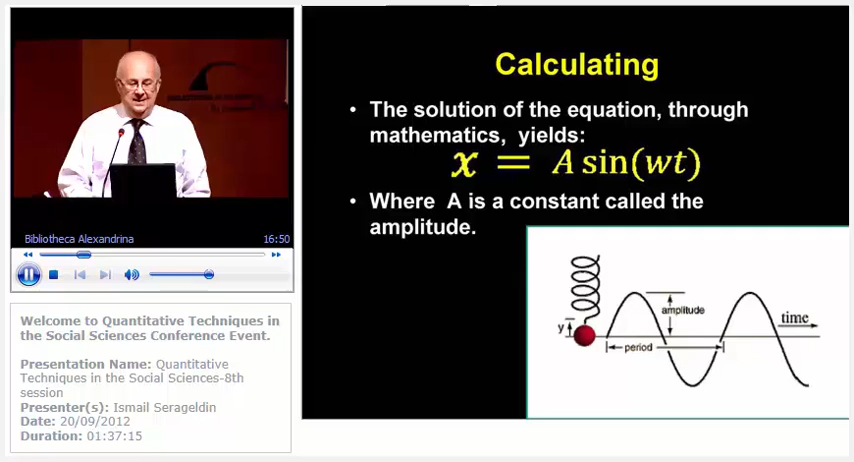 Bibliotheca Alexandrina 16:50
Welcome to Quantitative Techniques in
the Social Sciences Conference Event.
Presentation Name: Quantitative
Techniques in the Social Sciences-8th
session
Presenter(s): Ismail Serageldin
Date: 20/09/2012
Duration: 01:37:15
Calculating
• The solution of the equation, through
mathematics, yields:
x = A sin(wt)
• Where A is a constant called the
amplitude.
amplitude
time
y
period